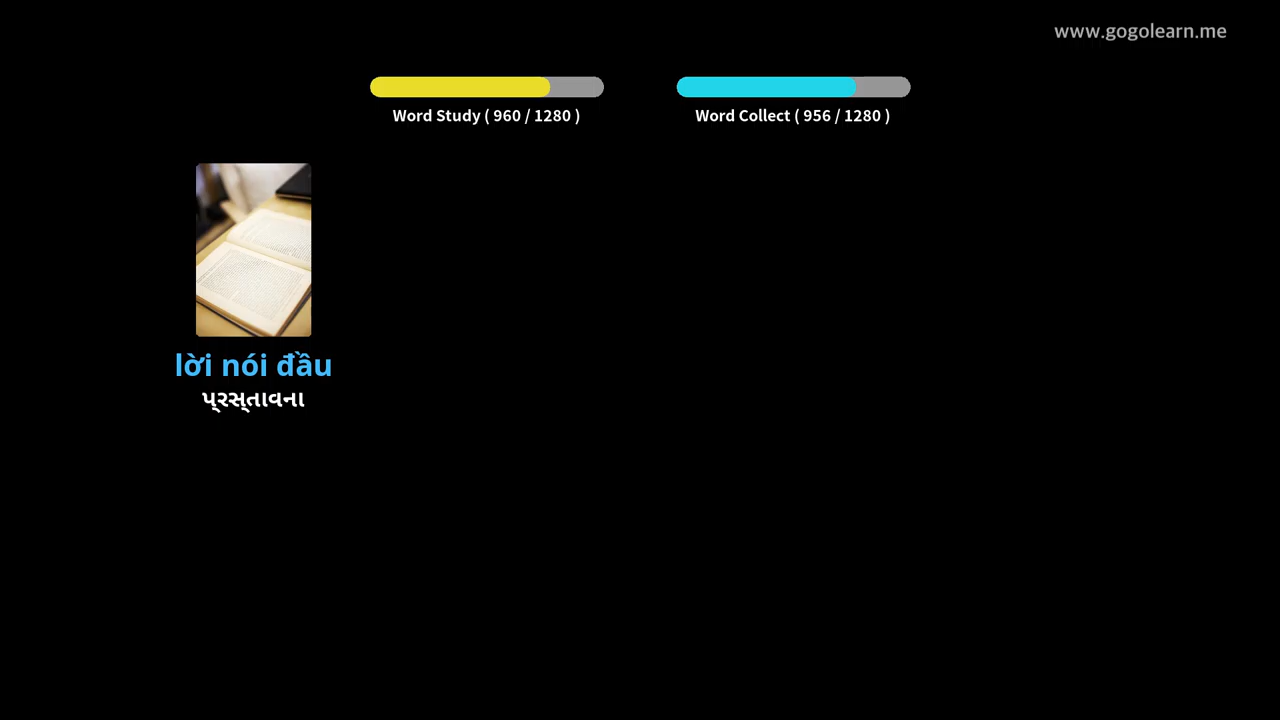 www.gogolearn.me
Word Study ( 960 / 1280 )
Word Collect ( 956 / 1280 )
lời nói đầu
પ્રસ્તાવના